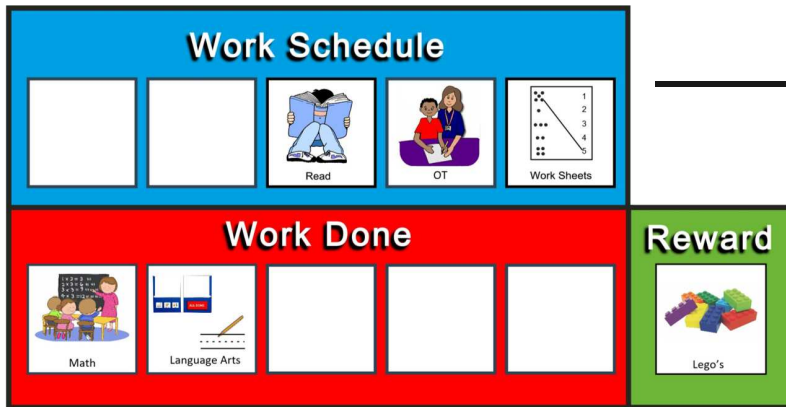 Work Schedule
Read
OT
1
2
3
4
5
Work Sheets
Work Done
Math
Language Arts
Reward
Lego's